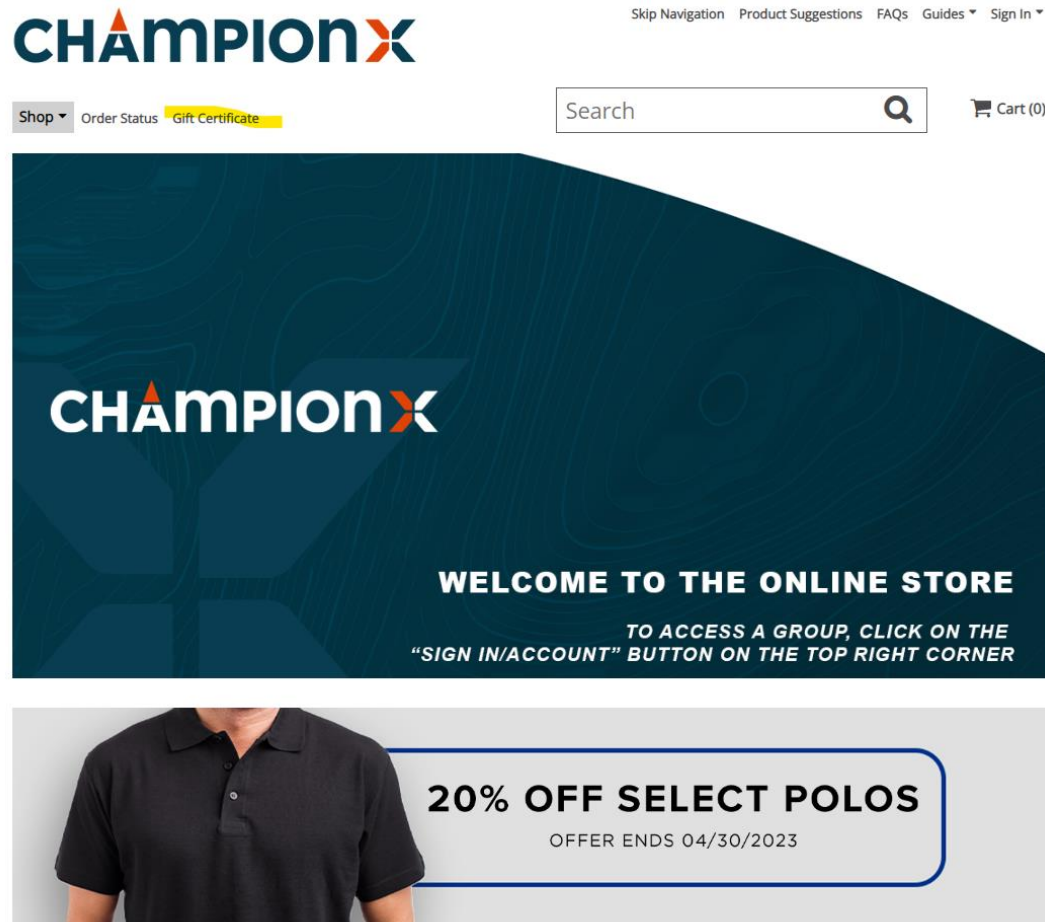 CHAMPIONX
Skip Navigation Product Suggestions FAQs Guides Sign In
Shop Order Status Gift Certificate
Search
Cart (0)
CHAMPIONX
WELCOME TO THE ONLINE STORE
TO ACCESS A GROUP, CLICK ON THE
“SIGN IN/ACCOUNT” BUTTON ON THE TOP RIGHT CORNER
20% OFF SELECT POLOS
OFFER ENDS 04/30/2023